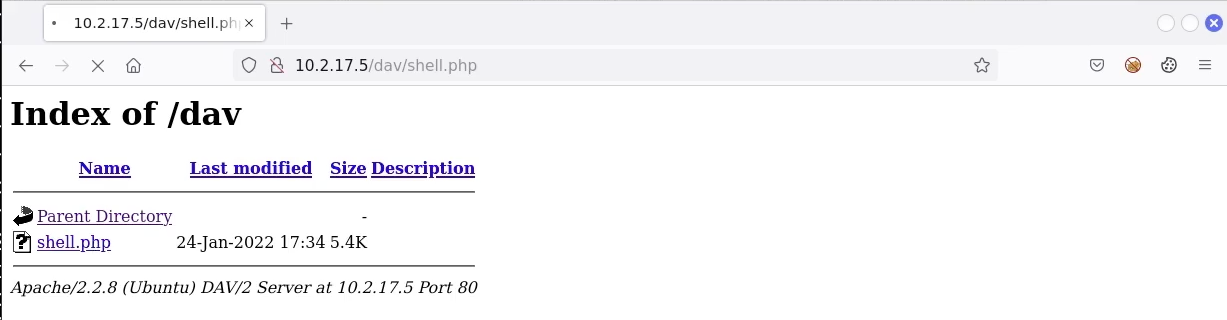 10.2.17.5/dav/shell.ph
10.2.17.5/dav/shell.php
Index of /dav
Name Last modified Size Description
Parent Directory -
shell.php 24-Jan-2022 17:34 5.4K
Apache/2.2.8 (Ubuntu) DAV/2 Server at 10.2.17.5 Port 80